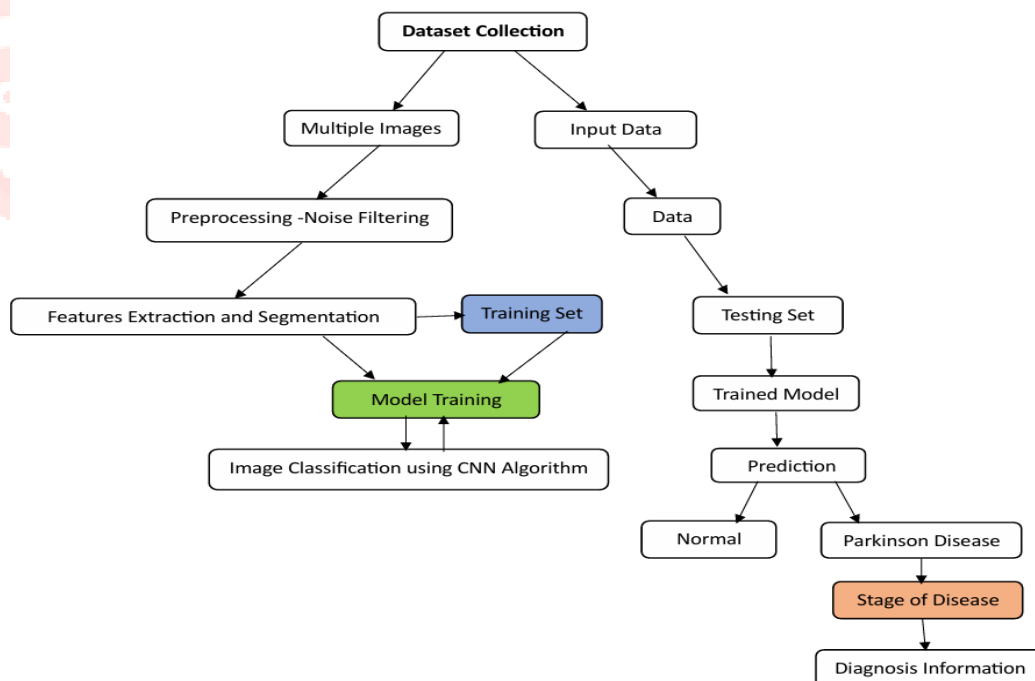 Dataset Collection
Multiple Images
Input Data
Preprocessing -Noise Filtering
Data
Features Extraction and Segmentation
Training Set
Testing Set
Model Training
Trained Model
Image Classification using CNN Algorithm
Prediction
Normal
Parkinson Disease
Stage of Disease
Diagnosis Information